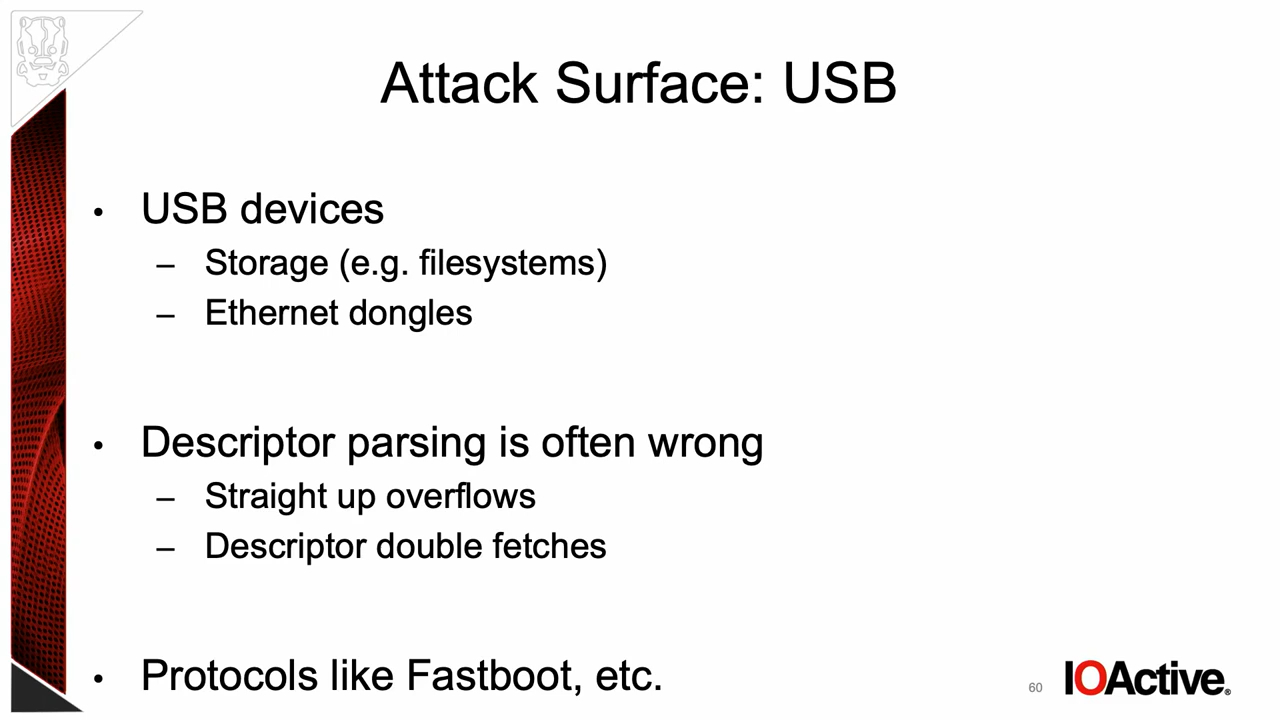 Attack Surface: USB
• USB devices
– Storage (e.g. filesystems)
– Ethernet dongles
• Descriptor parsing is often wrong
– Straight up overflows
– Descriptor double fetches
• Protocols like Fastboot, etc.
60
IOActive®